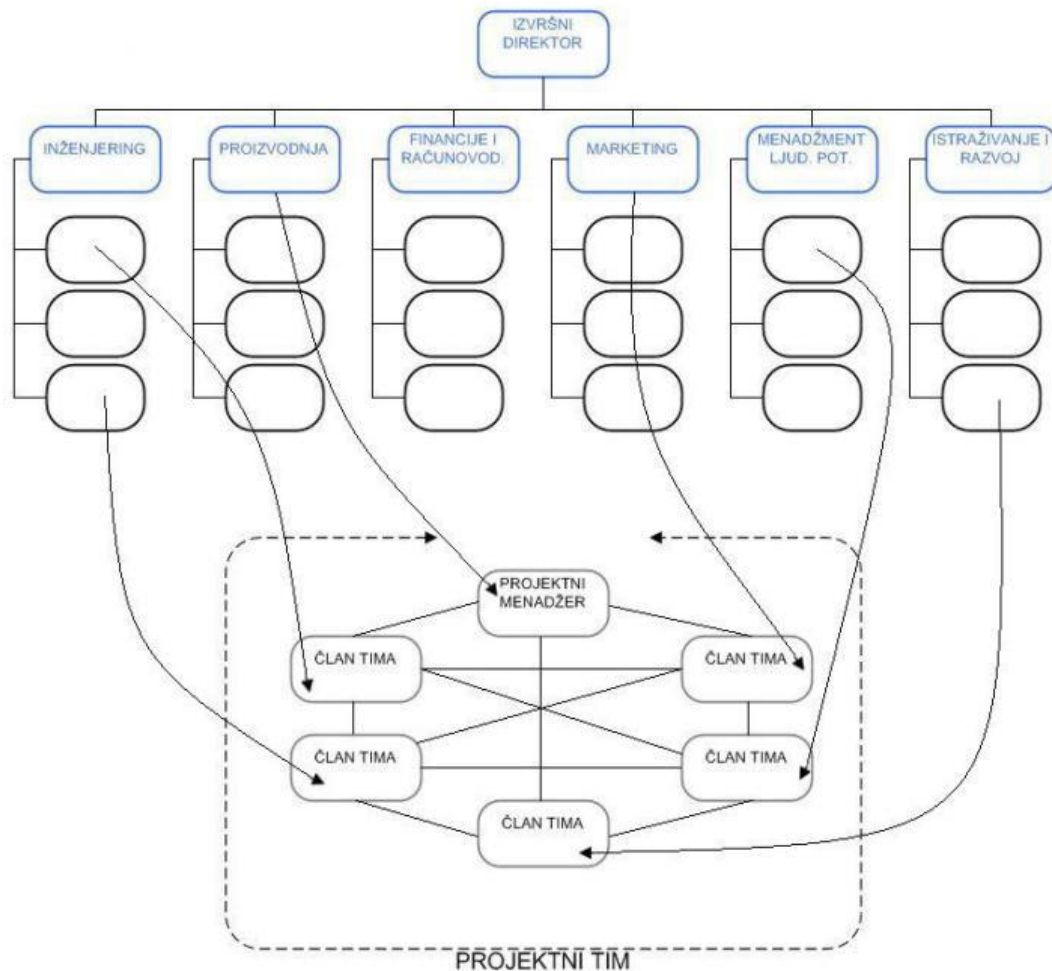 IZVRŠNI
DIREKTOR
INŽENJERING
PROIZVODNJA
FINANCIJE I
RAČUNOVOD.
MARKETING
MENADŽMENT
LJUD. POT.
ISTRAŽIVANJE I
RAZVOJ
PROJEKTNI
MENADŽER
ČLAN TIMA
ČLAN TIMA
ČLAN TIMA
ČLAN TIMA
ČLAN TIMA
PROJEKTNI TIM